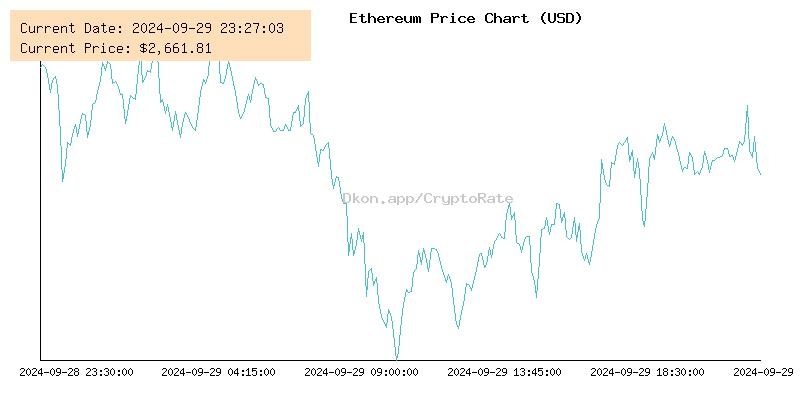 Ethereum Price Chart (USD)
Current Date: 2024-09-29 23:27:03
Current Price: $2,661.81
Dkon.app/CryptoRate
2024-09-28 23:30:00 2024-09-29 04:15:00 2024-09-29 09:00:00 2024-09-29 13:45:00 2024-09-29 18:30:00 2024-09-29